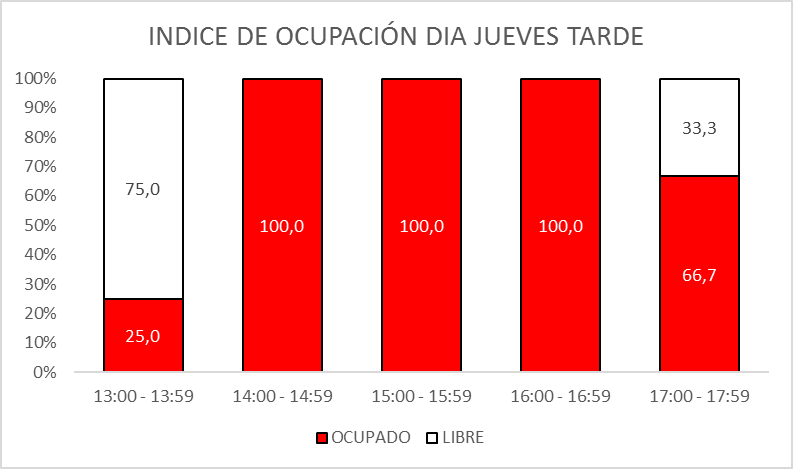 INDICE DE OCUPACIÓN DIA JUEVES TARDE
100%
90%
80%
70%
60%
50%
40%
30%
20%
10%
0%
75,0
25,0
100,0
100,0
100,0
33,3
66,7
13:00 - 13:59
14:00 - 14:59
15:00 - 15:59
16:00 - 16:59
17:00 - 17:59
OCUPADO
LIBRE